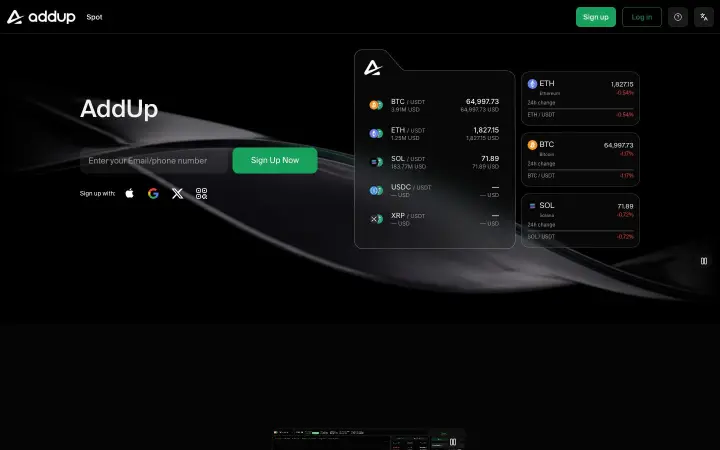 addup Spot Sign up Log in
AddUp
Enter your Email/phone number Sign Up Now
Sign up with:
BTC / USDT 64,997.73
3.91M USD 64,997.73 USD
ETH / USDT 1,827.15
1.25M USD 1,827.15 USD
SOL / USDT 71.89
183.77M USD 71.89 USD
USDC / USDT —
— USD — USD
XRP / USDT —
— USD — USD
ETH 1,827.15
Ethereum -0.54%
24h change
ETH / USDT -0.54%
BTC 64,997.73
Bitcoin -1.17%
24h change
BTC / USDT -1.17%
SOL 71.89
Solana -0.72%
24h change
SOL / USDT -0.72%